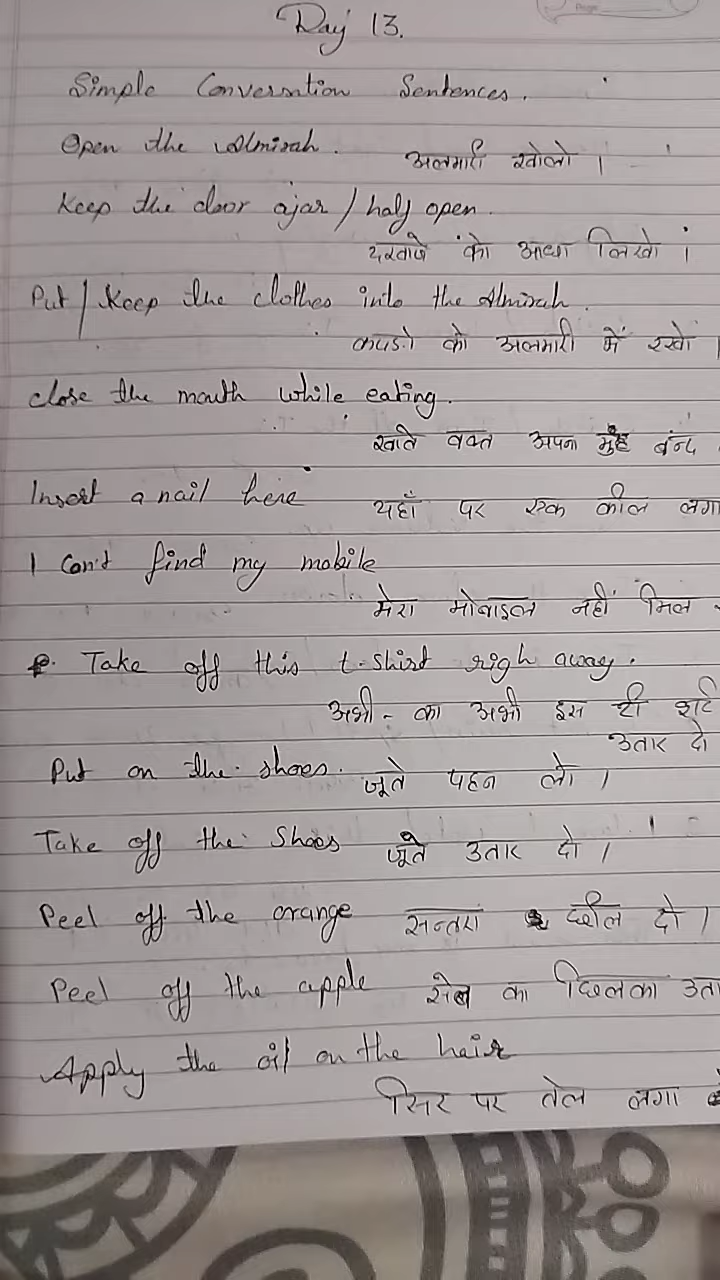 Day 13.
Simple Converstion Sentences.
Open the Almirah.
अलमारी खोलो ।
Keep the door ajar / half open.
दरवाजे को आधा लिखो ।
Put / Keep the clothes into the Almirah.
कपडो को अलमारी में रखो ।
close the mouth while eating.
खाते वक्त अपना मुँह बंन्द
Insert a nail here
यहाँ पर एक कील लगा
I Can't find my mobile
मेरा मोबाइल नहीं मिल
Take off this t-shirt righ away.
अभी - का अभी इस टी शर्ट
उतार दो
Put on the shoes.
जूते पहन लो ।
Take off the Shoes
जूते उतार दो ।
Peel off the orange
सन्तरा छील दो ।
Peel off the apple
सेब का छिलका उता
Apply the oil on the hair
सिर पर तेल लगा